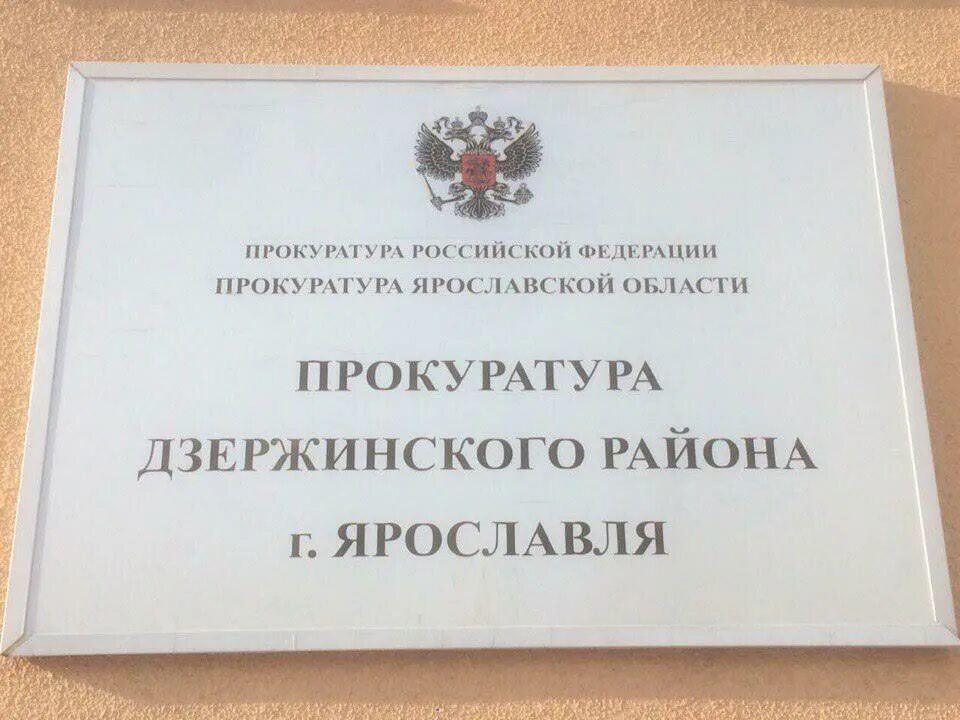 ПРОКУРАТУРА РОССИЙСКОЙ ФЕДЕРАЦИИ
ПРОКУРАТУРА ЯРОСЛАВСКОЙ ОБЛАСТИ
ПРОКУРАТУРА
ДЗЕРЖИНСКОГО РАЙОНА
г. ЯРОСЛАВЛЯ